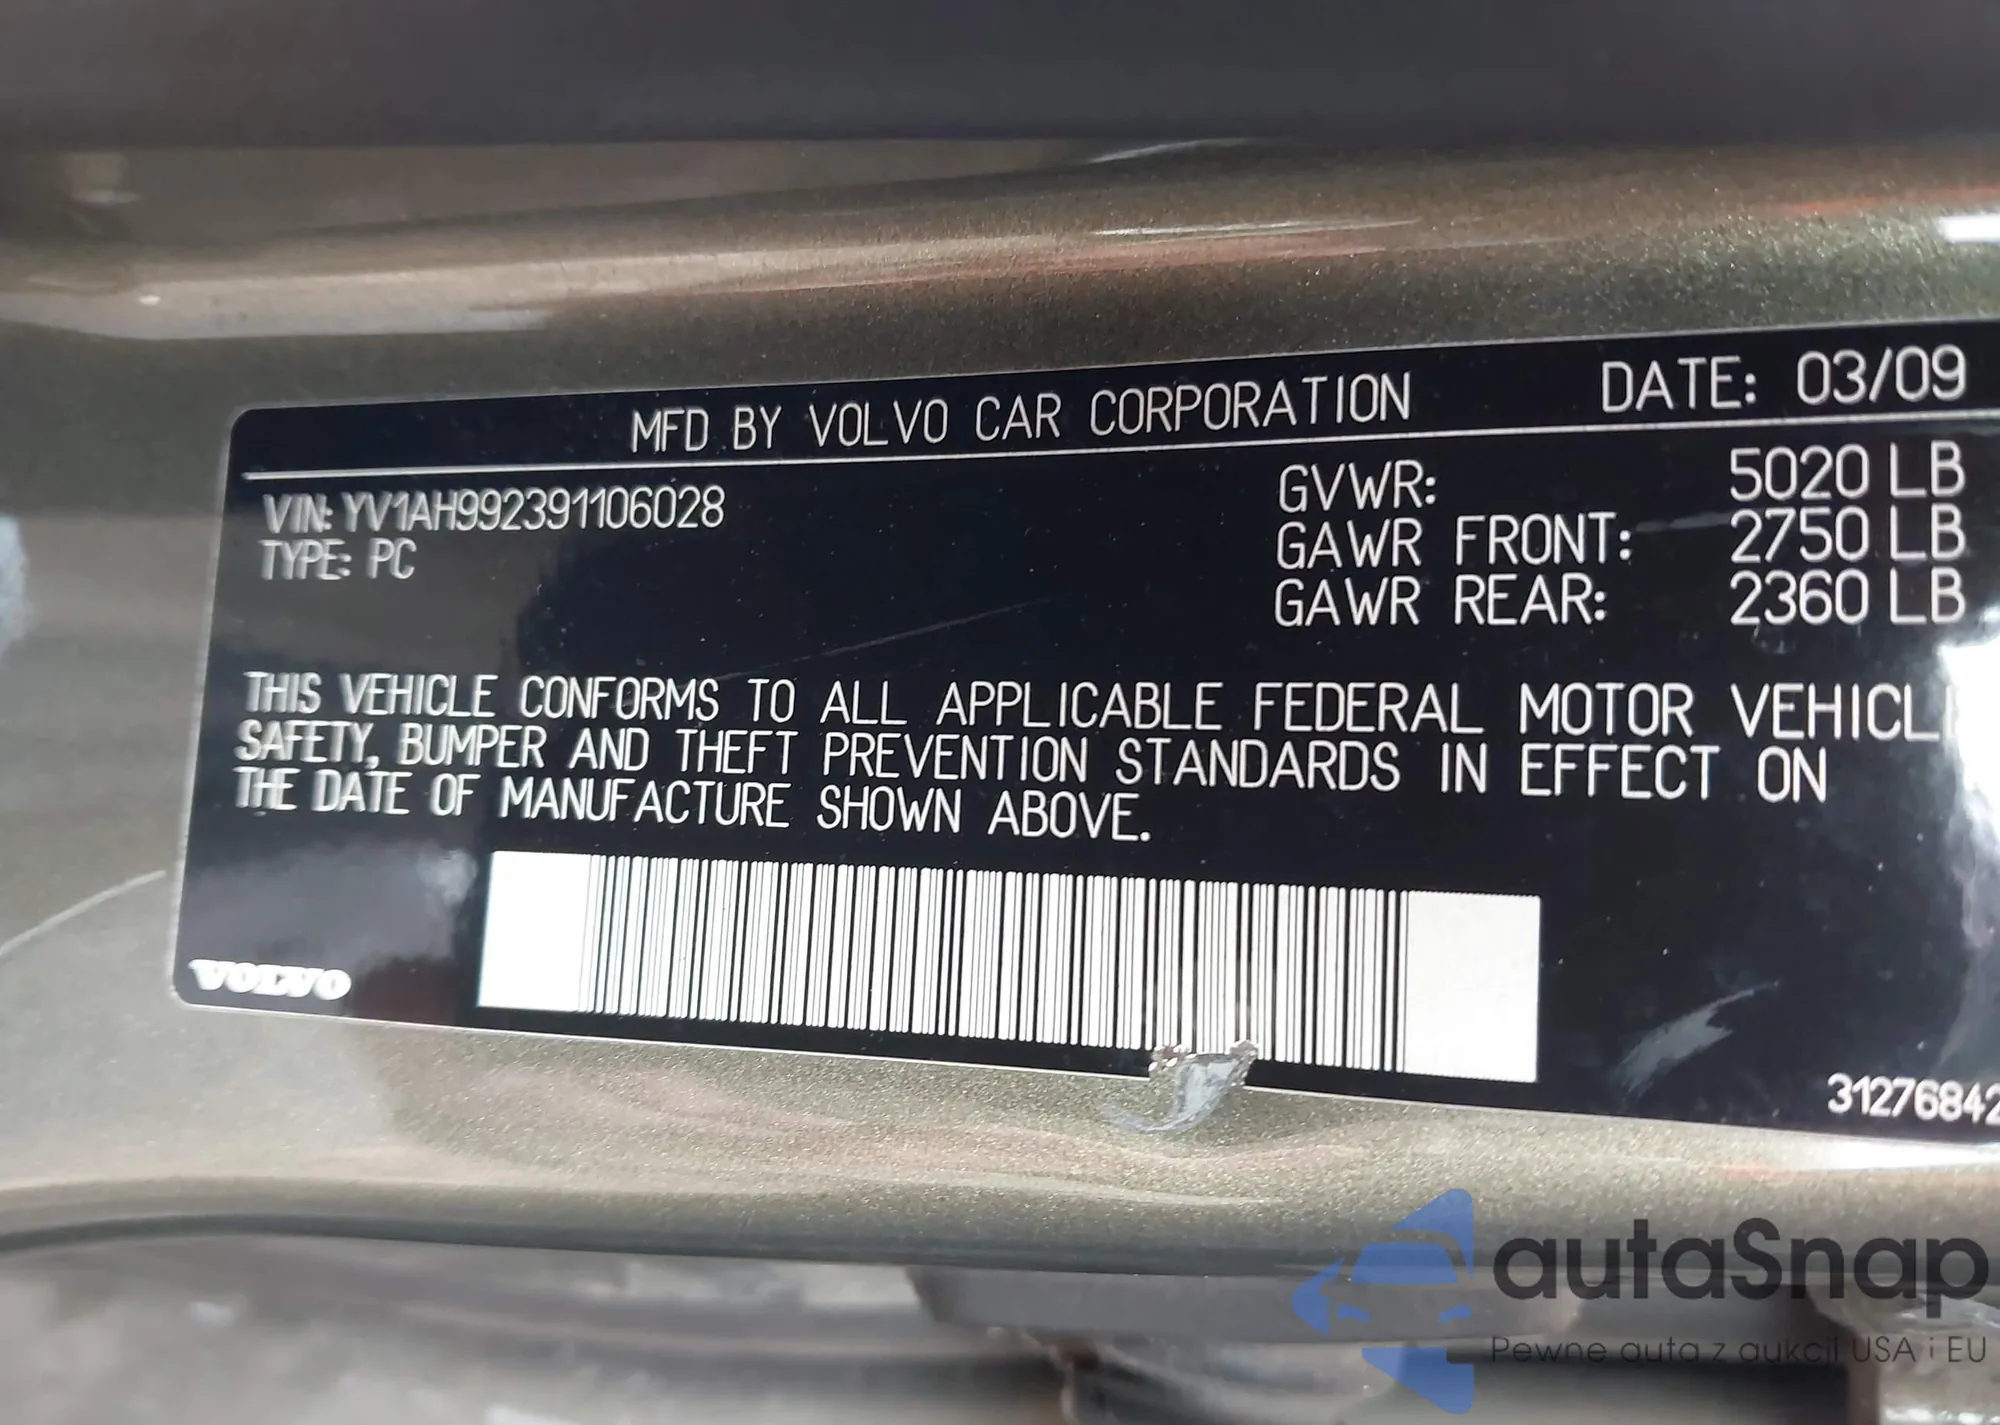 MFD BY VOLVO CAR CORPORATION DATE: 03/09
VIN: YV1AH992391106028
TYPE: PC
GVWR: 5020 LB
GAWR FRONT: 2750 LB
GAWR REAR: 2360 LB
THIS VEHICLE CONFORMS TO ALL APPLICABLE FEDERAL MOTOR VEHICL
SAFETY, BUMPER AND THEFT PREVENTION STANDARDS IN EFFECT ON
THE DATE OF MANUFACTURE SHOWN ABOVE.
VOLVO
31276842
autaSnap
Pewne auta z aukcji USA i EU